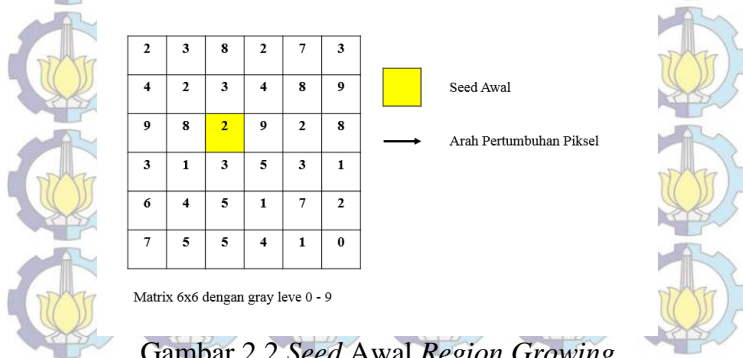 2 3 8 2 7 3
4 2 3 4 8 9
Seed Awal
9 8 2 9 2 8
Arah Pertumbuhan Piksel
3 1 3 5 3 1
6 4 5 1 7 2
7 5 5 4 1 0
Matrix 6x6 dengan gray leve 0 - 9
Gambar 2.2 Seed Awal Region Growing